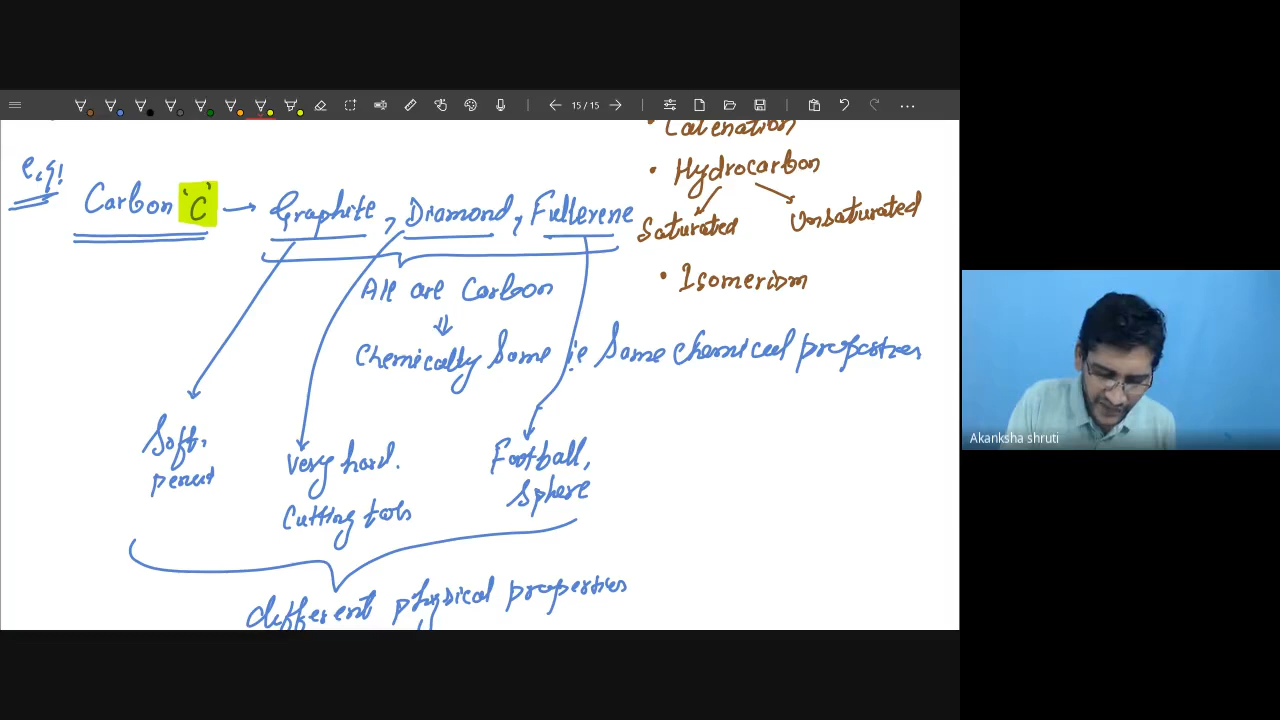 15/15
e.g!
Carbon 'C' → Graphite, Diamond, Fullerene
All are Carbon
⇓
Chemically Same ie Same chemical properties
Soft,
pencil
Very hard.
Cutting tools
Football,
Sphere
different physical properties
• Catenation
• Hydrocarbon
Saturated
Unsaturated
• Isomerism
Akanksha shruti